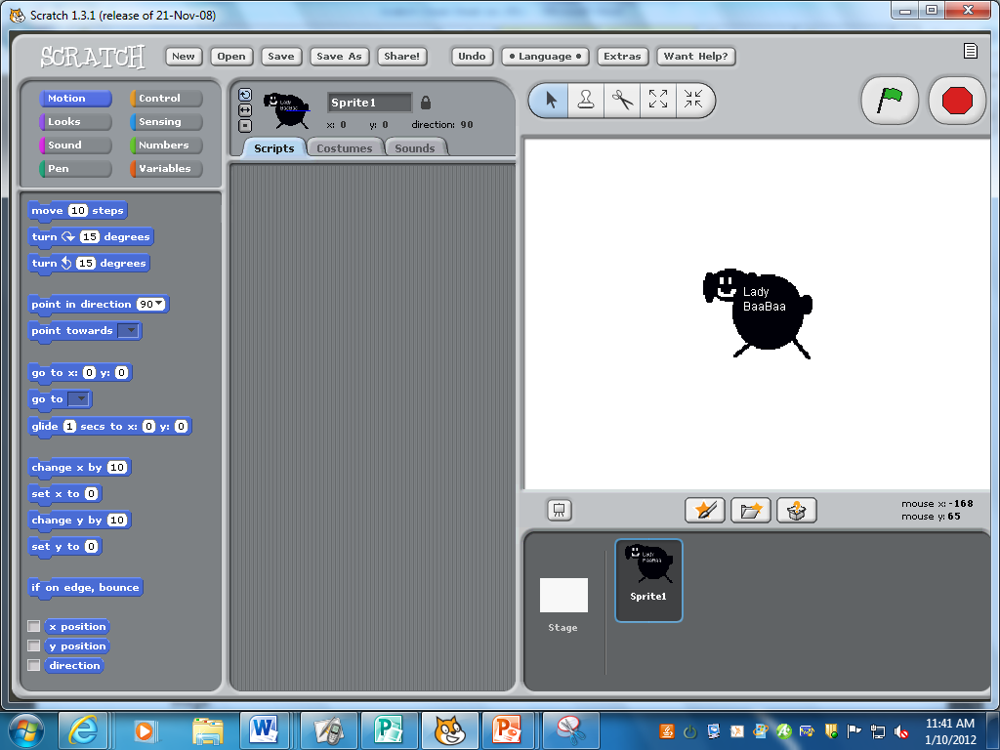 Scratch 1.3.1 (release of 21-Nov-08)
SCRATCH
New Open Save Save As Share! Undo • Language • Extras Want Help?
Motion Control
Looks Sensing
Sound Numbers
Pen Variables
Lady
BaaBaa
Sprite1
x: 0 y: 0 direction: 90
Scripts Costumes Sounds
move 10 steps
turn 15 degrees
turn 15 degrees
point in direction 90
point towards
go to x: 0 y: 0
go to
glide 1 secs to x: 0 y: 0
change x by 10
set x to 0
change y by 10
set y to 0
if on edge, bounce
x position
y position
direction
Lady
BaaBaa
mouse x: -168
mouse y: 65
Stage
Lady
BaaBaa
Sprite1
11:41 AM
1/10/2012